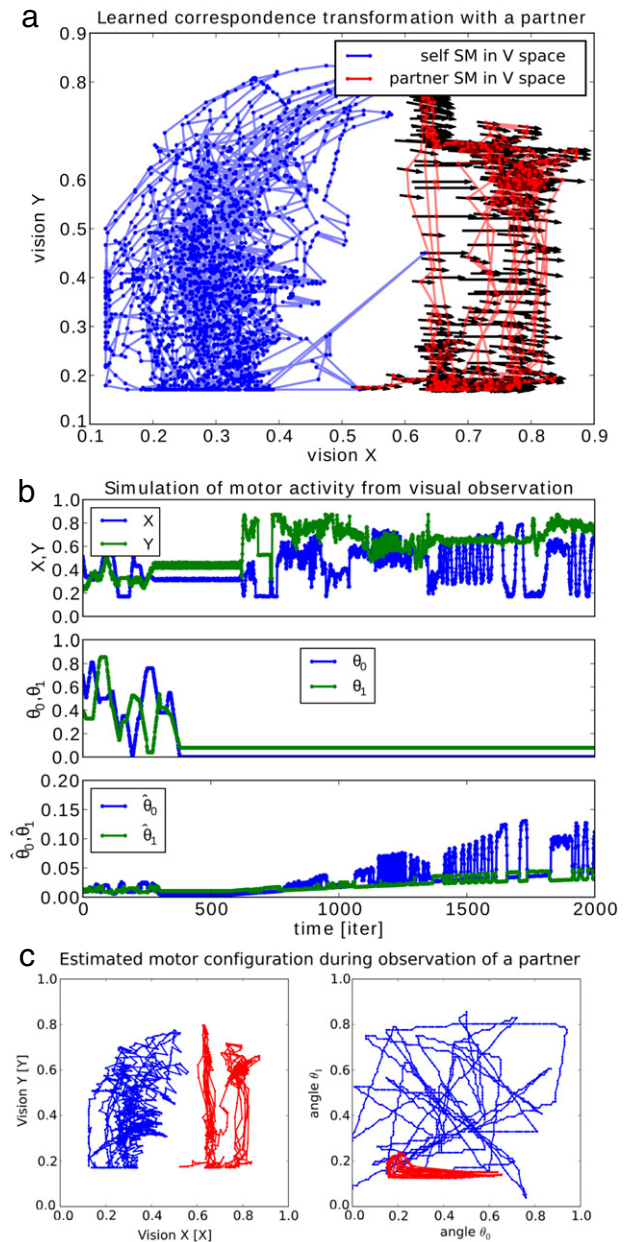 a
Learned correspondence transformation with a partner
self SM in V space
partner SM in V space
0.9
0.8
0.7
0.6
0.5
0.4
0.3
0.2
0.1
vision Y
0.1 0.2 0.3 0.4 0.5 0.6 0.7 0.8 0.9
vision X
b
Simulation of motor activity from visual observation
X
Y
1.0
0.8
0.6
0.4
0.2
0.0
X,Y
θ₀
θ₁
1.0
0.8
0.6
0.4
0.2
0.0
θ₀,θ₁
θ̂₀
θ̂₁
0.20
0.15
0.10
0.05
0.00
θ̂₀,θ̂₁
0 500 1000 1500 2000
time [iter]
c
Estimated motor configuration during observation of a partner
1.0
0.8
0.6
0.4
0.2
0.0
Vision Y [Y]
0.0 0.2 0.4 0.6 0.8 1.0
Vision X [X]
1.0
0.8
0.6
0.4
0.2
0.0
angle θ₁
0.0 0.2 0.4 0.6 0.8 1.0
angle θ₀